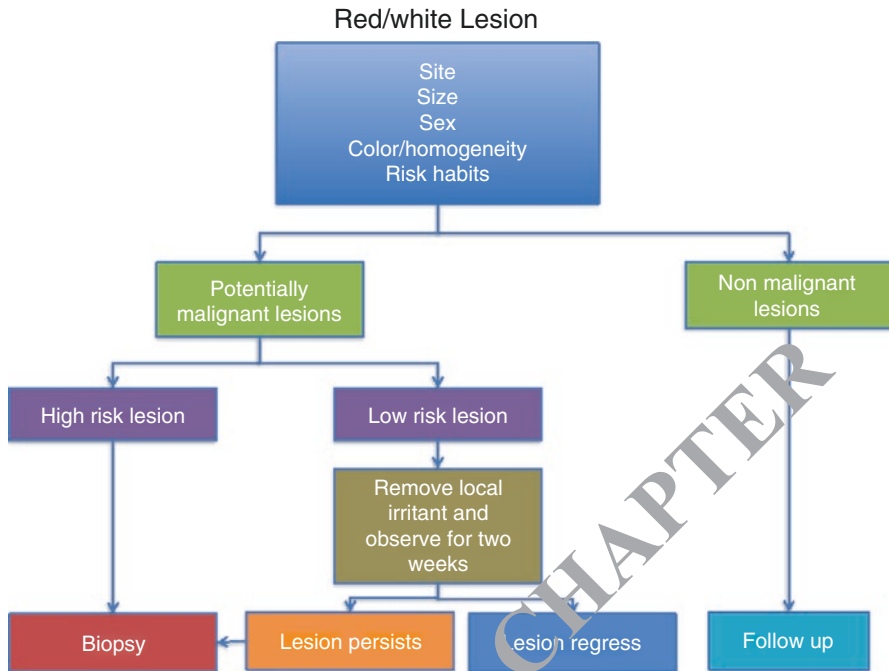 Red/white Lesion
Site
Size
Sex
Color/homogeneity
Risk habits
Potentially
malignant lesions
Non malignant
lesions
High risk lesion
Low risk lesion
Remove local
irritant and
observe for two
weeks
Biopsy
Lesion persists
Lesion regress
Follow up
CHAPTER